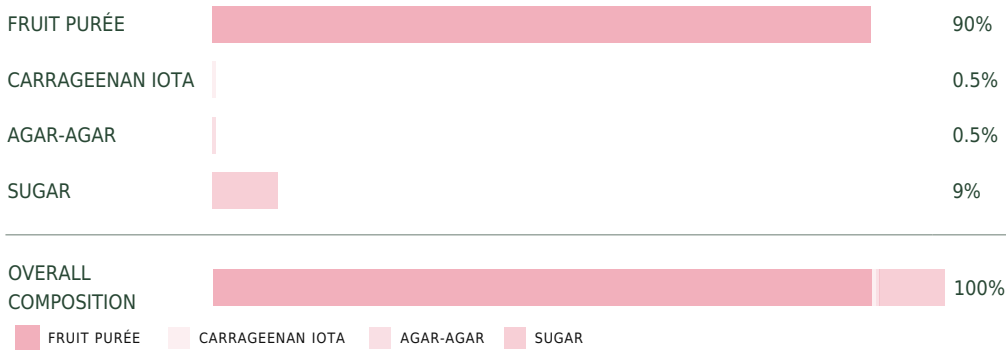 FRUIT PURÉE 90%
CARRAGEENAN IOTA 0.5%
AGAR-AGAR 0.5%
SUGAR 9%
OVERALL
COMPOSITION 100%
FRUIT PURÉE CARRAGEENAN IOTA AGAR-AGAR SUGAR